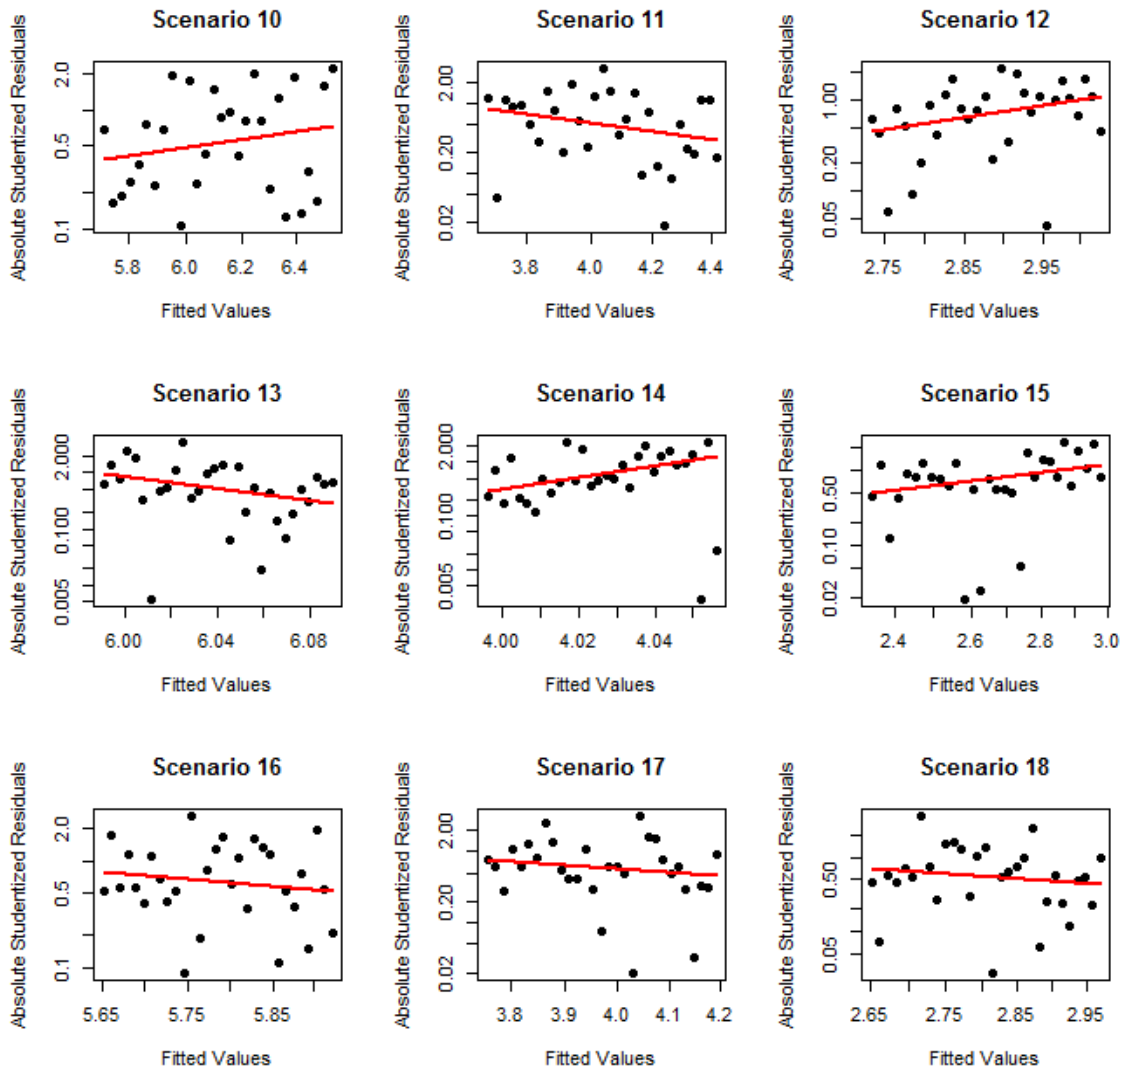 Scenario 10
Absolute Studentized Residuals
2.0
0.5
0.1
5.8 6.0 6.2 6.4
Fitted Values
Scenario 11
Absolute Studentized Residuals
2.00
0.20
0.02
3.8 4.0 4.2 4.4
Fitted Values
Scenario 12
Absolute Studentized Residuals
1.00
0.20
0.05
2.75 2.85 2.95
Fitted Values
Scenario 13
Absolute Studentized Residuals
2.000
0.100
0.005
6.00 6.04 6.08
Fitted Values
Scenario 14
Absolute Studentized Residuals
2.000
0.100
0.005
4.00 4.02 4.04
Fitted Values
Scenario 15
Absolute Studentized Residuals
0.50
0.10
0.02
2.4 2.6 2.8 3.0
Fitted Values
Scenario 16
Absolute Studentized Residuals
2.0
0.5
0.1
5.65 5.75 5.85
Fitted Values
Scenario 17
Absolute Studentized Residuals
2.00
0.20
0.02
3.8 3.9 4.0 4.1 4.2
Fitted Values
Scenario 18
Absolute Studentized Residuals
0.50
0.05
2.65 2.75 2.85 2.95
Fitted Values